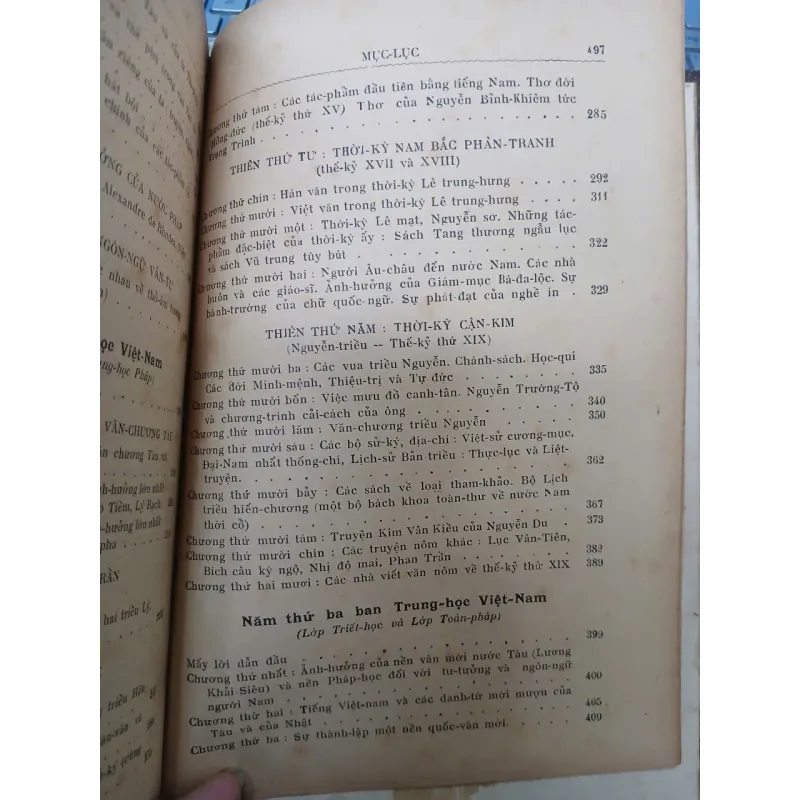 MỤC-LỤC 497
Chương thứ tám : Các tác-phẩm đầu tiên bằng tiếng Nam. Thơ đời
Hồng-đức (thế-kỷ thứ XV) Thơ của Nguyễn Bỉnh-Khiêm tức
Trạng Trình . . . . . . . . . . . . . 285
THIÊN THỨ TƯ : THỜI-KỲ NAM BẮC PHÂN-TRANH
(thế-kỷ XVII và XVIII)
Chương thứ chín : Hán văn trong thời-kỳ Lê trung-hưng . . . . . 292
Chương thứ mười : Việt văn trong thời-kỳ Lê trung-hưng . . . . 311
Chương thứ mười một : Thời-kỳ Lê mạt, Nguyễn sơ. Những tác-
phẩm đặc-biệt của thời-kỳ ấy : Sách Tang thương ngẫu lục
và sách Vũ trung tùy bút . . . . . . . . . . 322
Chương thứ mười hai : Người Âu-châu đến nước Nam. Các nhà
buôn và các giáo-sĩ. Ảnh-hưởng của Giám-mục Bá-đa-lộc. Sự
bành-trướng của chữ quốc-ngữ. Sự phát-đạt của nghề in . 329
THIÊN THỨ NĂM : THỜI-KỲ CẬN-KIM
(Nguyễn-triều -- Thế-kỷ thứ XIX)
Chương thứ mười ba : Các vua triều Nguyễn. Chánh-sách. Học-qui
Các đời Minh-mệnh, Thiệu-trị và Tự đức . . . . . . . 335
Chương thứ mười bốn : Việc mưu đồ canh-tân. Nguyễn Trường-Tộ
và chương-trình cải-cách của ông . . . . . . . . 340
Chương thứ mười lăm : Văn-chương triều Nguyễn . . . . . 350
Chương thứ mười sáu : Các bộ sử-ký, địa-chí : Việt-sử cương-mục,
Đại-Nam nhất thống-chí, Lịch-sử Bản triều : Thực-lục và Liệt-
truyện. . . . . . . . . . . . . . . 362
Chương thứ mười bảy : Các sách về loại tham-khảo. Bộ Lịch
triều hiến-chương (một bộ bách khoa toàn-thư về nước Nam
thời cổ) . . . . . . . . . . . . . . 367
Chương thứ mười tám : Truyện Kim Vân Kiều của Nguyễn Du . 373
Chương thứ mười chín : Các truyện nôm khác : Lục Vân-Tiên,
Bích câu kỳ ngộ, Nhị độ mai, Phan Trần . . . . . . . 382
Chương thứ hai mươi : Các nhà viết văn nôm về thế-kỷ thứ XIX 389
Năm thứ ba ban Trung-học Việt-Nam
(Lớp Triết-học và Lớp Toán-pháp)
Mấy lời dẫn đầu . . . . . . . . . . . . 399
Chương thứ nhất : Ảnh-hưởng của nền văn mới nước Tàu (Lương
Khải-Siêu) và nền Pháp-học đối với tư-tưởng và ngôn-ngữ
người Nam . . . . . . . . . . . . . 400
Chương thứ hai : Tiếng Việt-nam và các danh-từ mới mượn của
Tàu và của Nhật . . . . . . . . . . . . 405
Chương thứ ba : Sự thành-lập một nền quốc-văn mới. . . . . 409